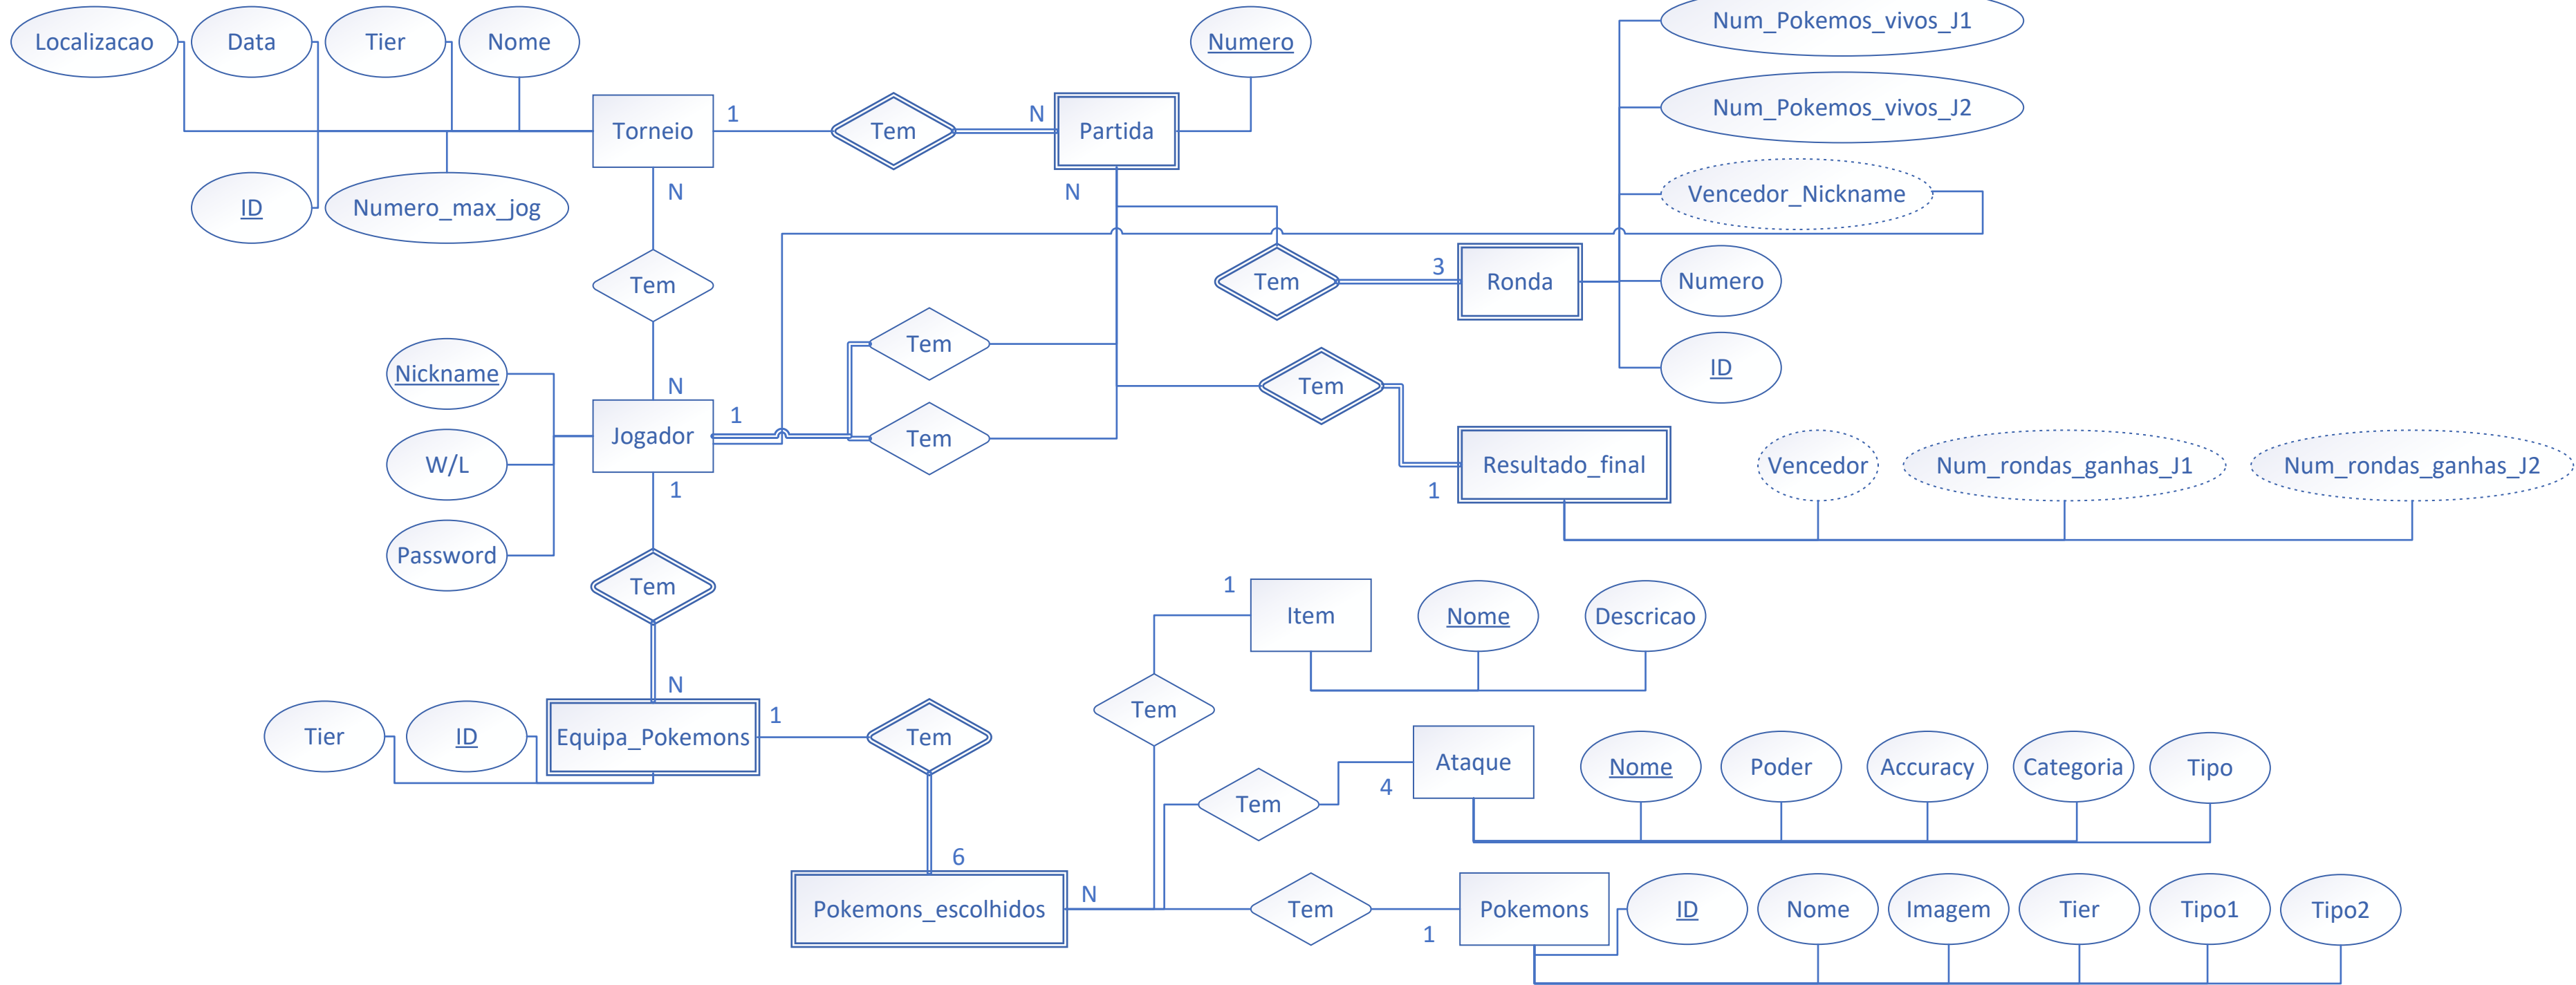 Localizacao
Data
Tier
Nome
Numero
Num_Pokemos_vivos_J1
Torneio
1
Tem
N
Partida
Num_Pokemos_vivos_J2
ID
Numero_max_jog
N
N
Vencedor_Nickname
Tem
Tem
3
Ronda
Numero
Nickname
Tem
ID
N
Tem
Jogador
1
Tem
W/L
1
Resultado_final
1
Vencedor
Num_rondas_ganhas_J1
Num_rondas_ganhas_J2
Password
Tem
1
Item
Nome
Descricao
N
Tem
Tier
ID
Equipa_Pokemons
1
Tem
Tem
4
Ataque
Nome
Poder
Accuracy
Categoria
Tipo
6
Pokemons_escolhidos
N
Tem
1
Pokemons
ID
Nome
Imagem
Tier
Tipo1
Tipo2